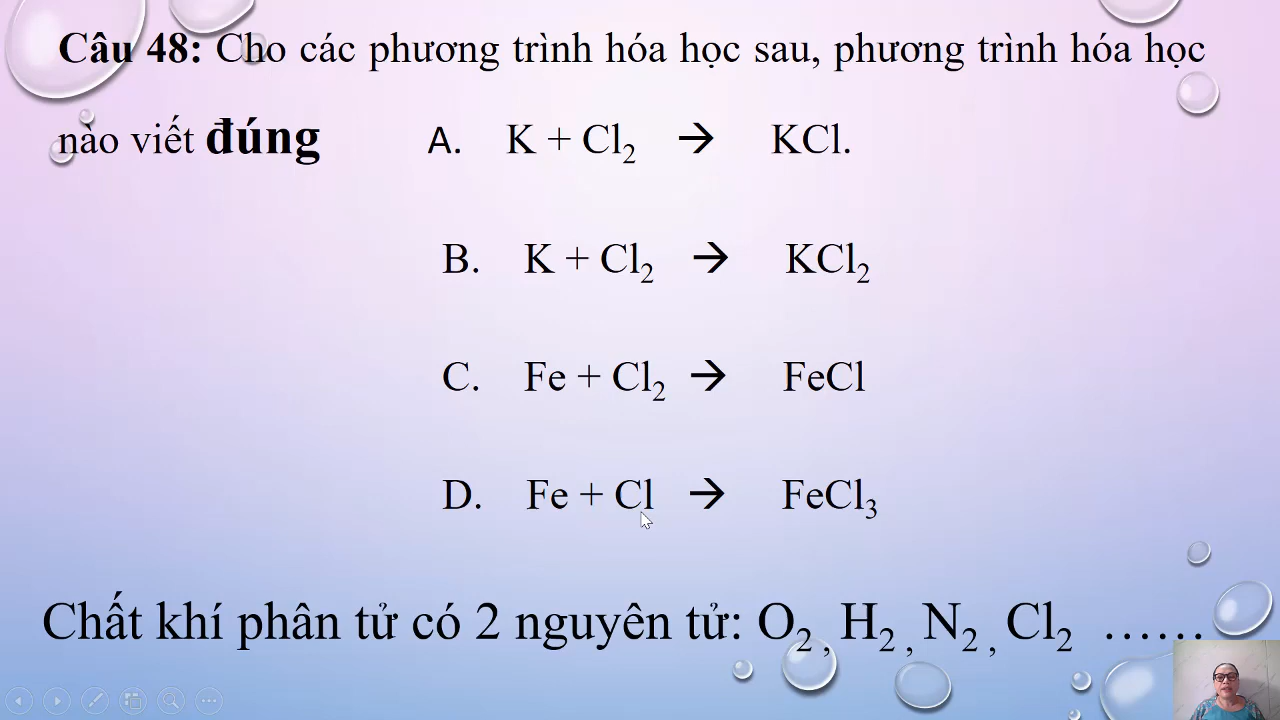 Câu 48: Cho các phương trình hóa học sau, phương trình hóa học
nào viết đúng A. K + Cl₂ → KCl.
B. K + Cl₂ → KCl₂
C. Fe + Cl₂ → FeCl
D. Fe + Cl → FeCl₃
Chất khí phân tử có 2 nguyên tử: O₂ , H₂ , N₂ , Cl₂ ……